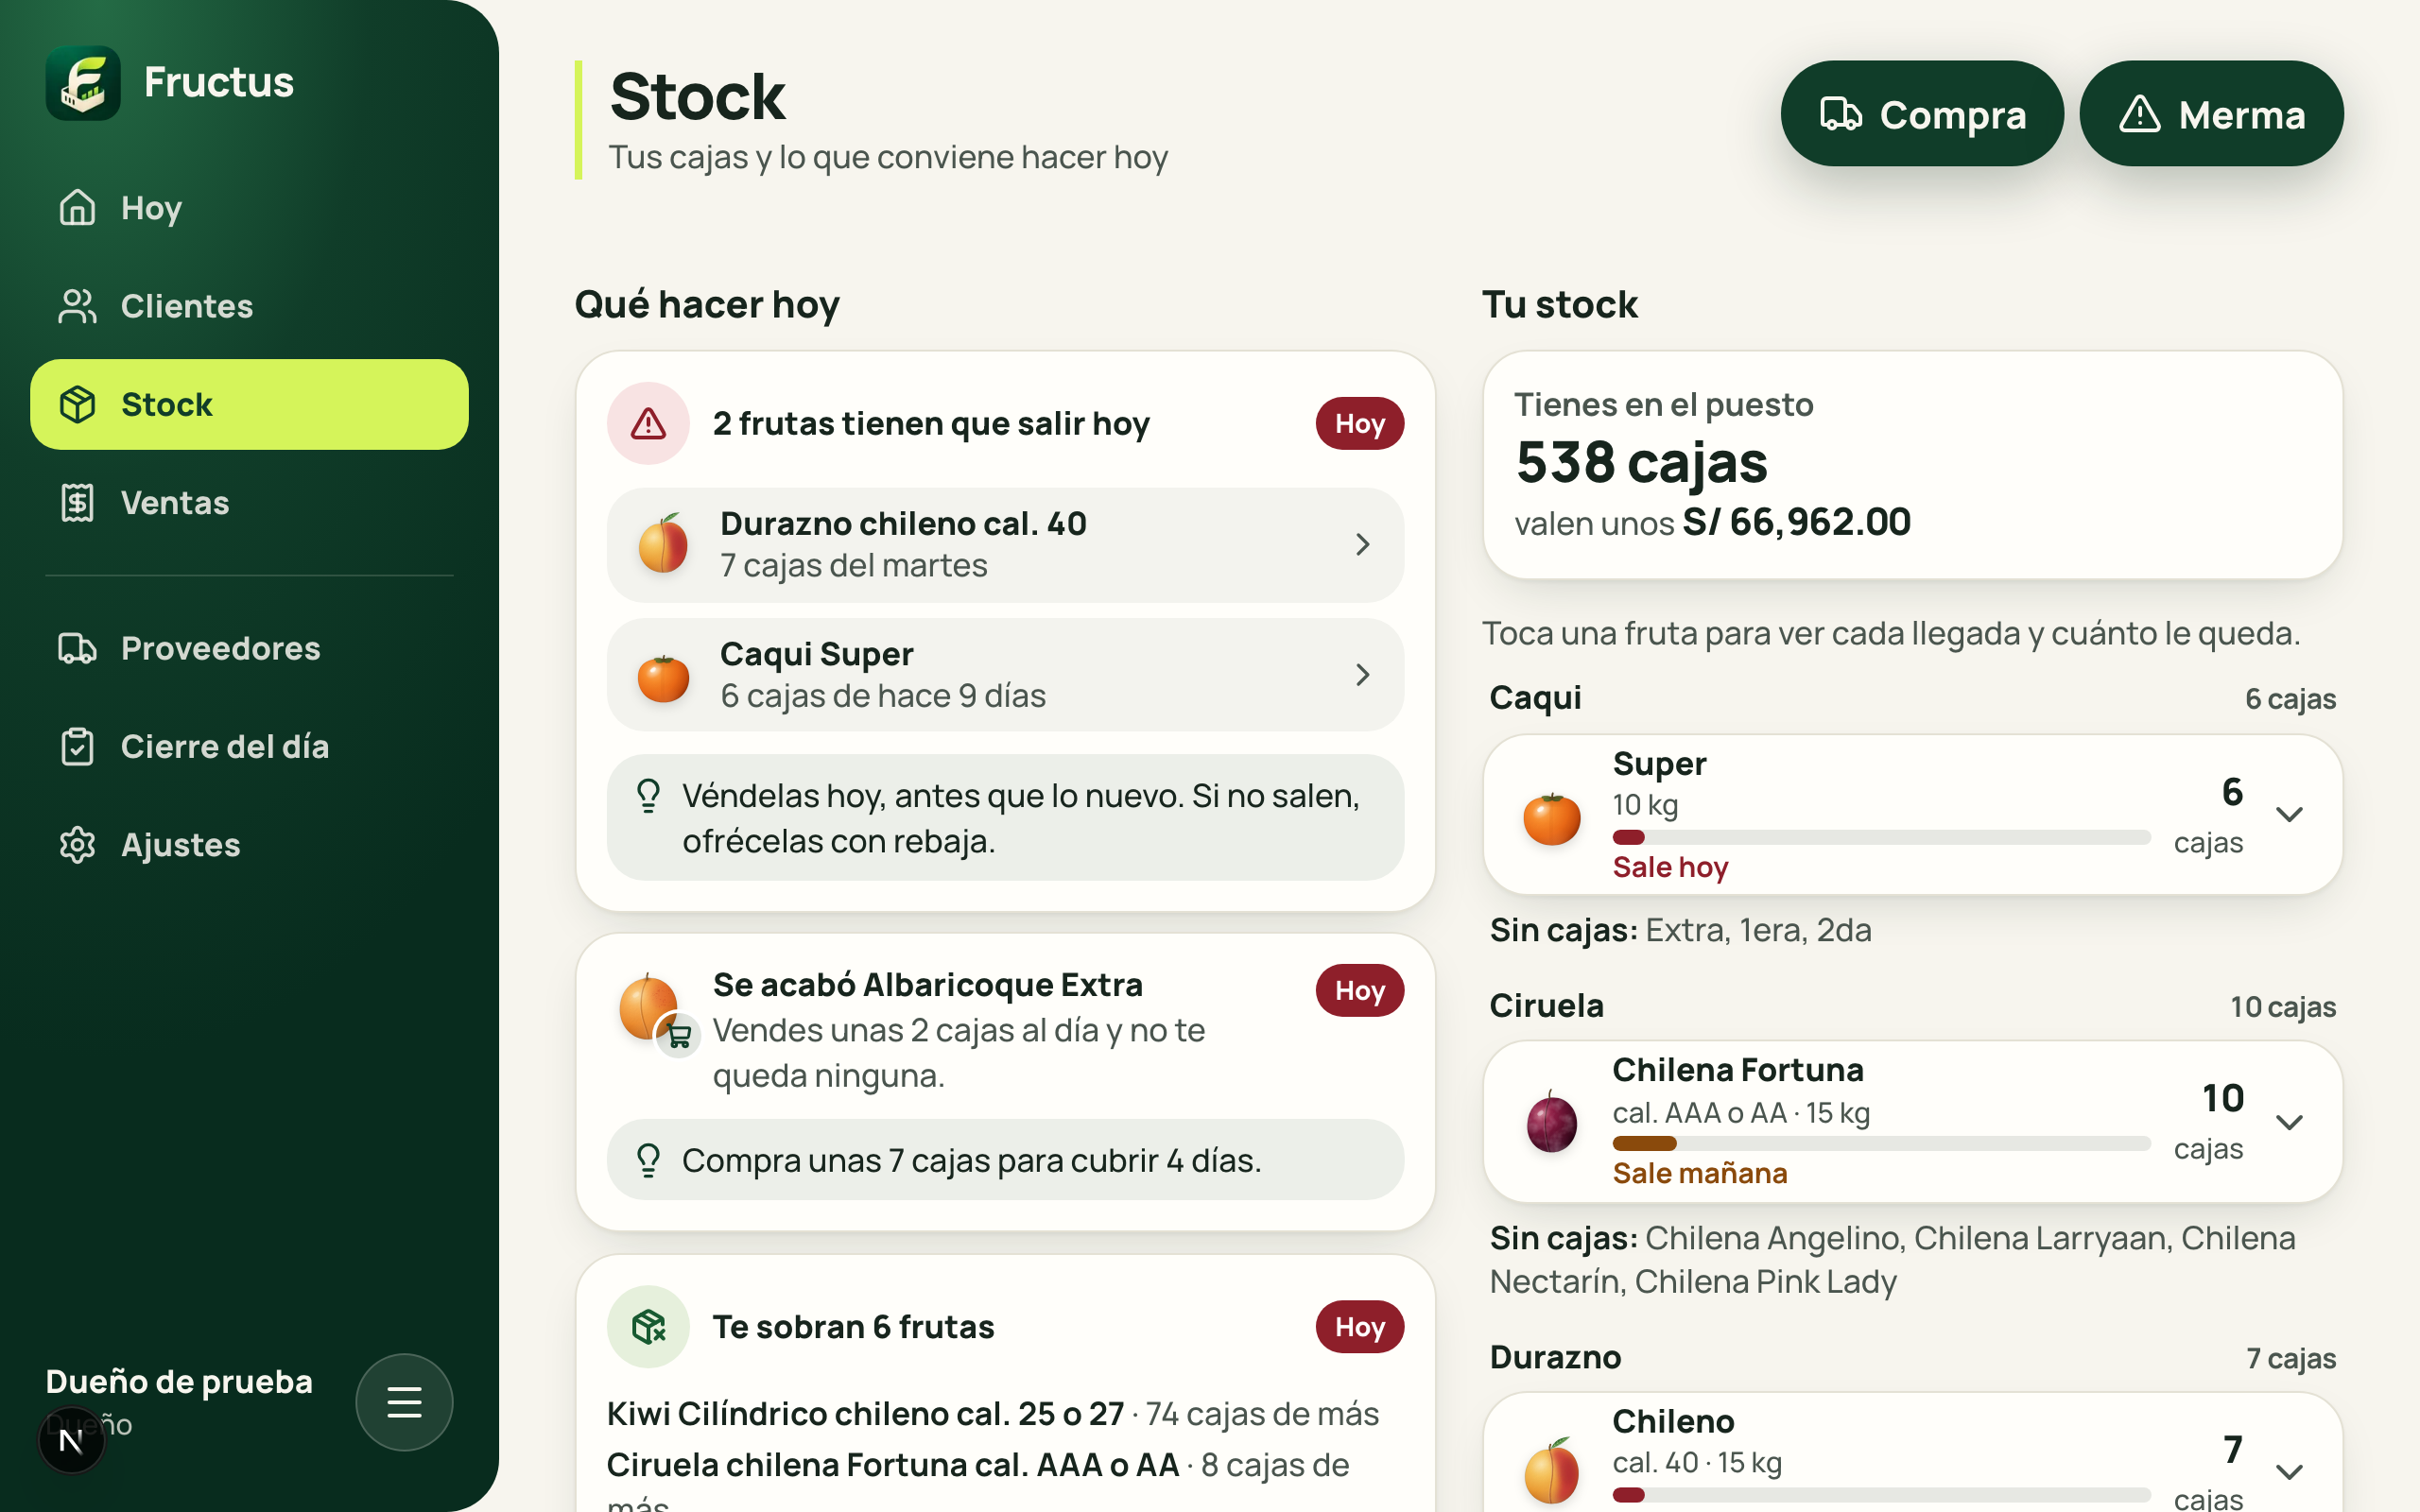 Fructus
Hoy
Clientes
Stock
Ventas
Proveedores
Cierre del día
Ajustes
Dueño de prueba
Dueño
N
Stock
Tus cajas y lo que conviene hacer hoy
Compra
Merma
Qué hacer hoy
2 frutas tienen que salir hoy
Hoy
Durazno chileno cal. 40
7 cajas del martes
Caqui Super
6 cajas de hace 9 días
Véndelas hoy, antes que lo nuevo. Si no salen,
ofrécelas con rebaja.
Se acabó Albaricoque Extra
Hoy
Vendes unas 2 cajas al día y no te
queda ninguna.
Compra unas 7 cajas para cubrir 4 días.
Te sobran 6 frutas
Hoy
Kiwi Cilíndrico chileno cal. 25 o 27 · 74 cajas de más
Ciruela chilena Fortuna cal. AAA o AA · 8 cajas de
más
Tu stock
Tienes en el puesto
538 cajas
valen unos S/ 66,962.00
Toca una fruta para ver cada llegada y cuánto le queda.
Caqui
6 cajas
Super
10 kg
Sale hoy
6
cajas
Sin cajas: Extra, 1era, 2da
Ciruela
10 cajas
Chilena Fortuna
cal. AAA o AA · 15 kg
Sale mañana
10
cajas
Sin cajas: Chilena Angelino, Chilena Larryaan, Chilena
Nectarín, Chilena Pink Lady
Durazno
7 cajas
Chileno
cal. 40 · 15 kg
7
cajas